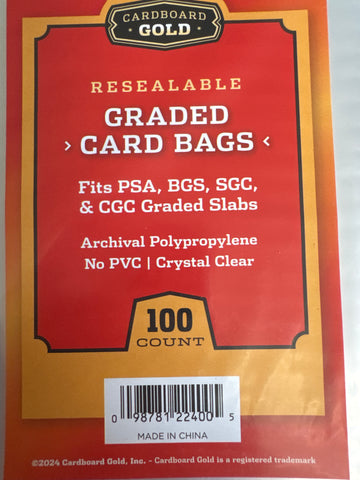 CARDBOARD
GOLD
RESEALABLE
GRADED
› CARD BAGS ‹
Fits PSA, BGS, SGC,
& CGC Graded Slabs
Archival Polypropylene
No PVC | Crystal Clear
100
COUNT
0 98781 22400 5
MADE IN CHINA
©2024 Cardboard Gold, Inc. - Cardboard Gold is a registered trademark